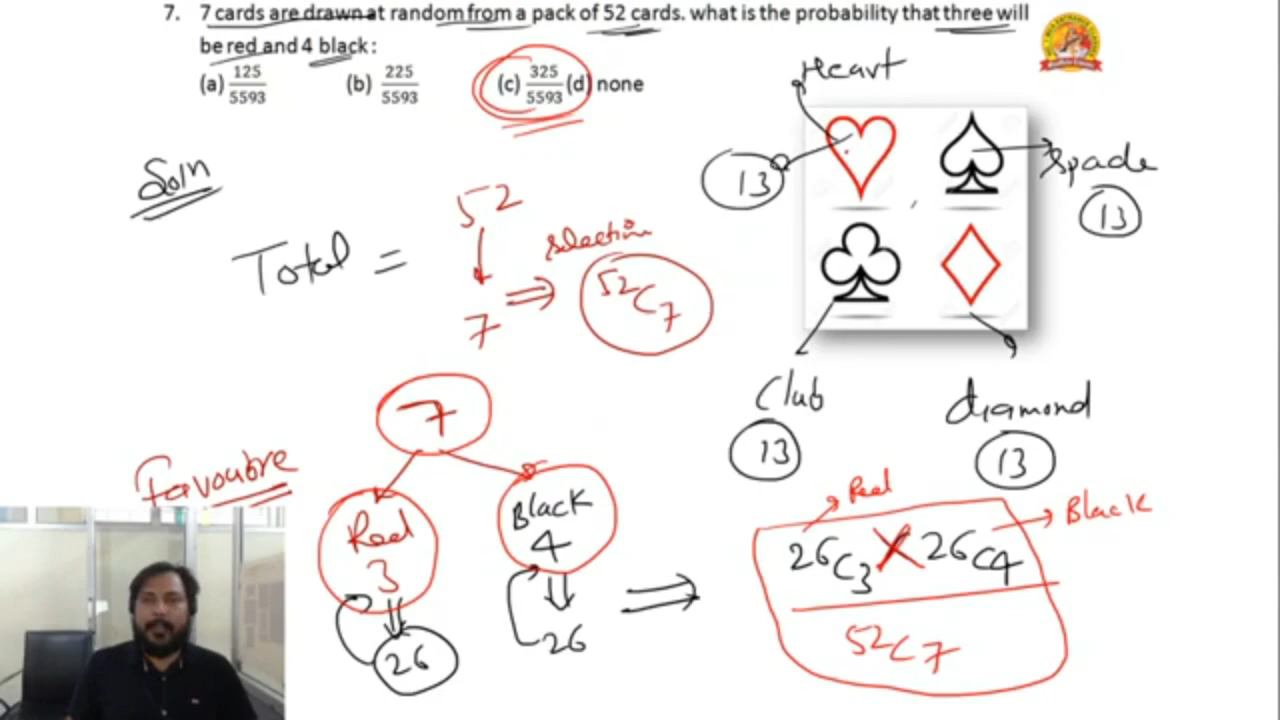 7. 7 cards are drawn at random from a pack of 52 cards. what is the probability that three will
be red and 4 black :
(a) 125/5593 (b) 225/5593 (c) 325/5593 (d) none
Heart
Soln
13
Spade
13
52
Total =
selection
7 ⇒ 52C7
Club
13
diamond
13
7
Favoubre
Red
3
Black
4
26
26
⇒
Red
Black
26C3 X 26C4
52C7